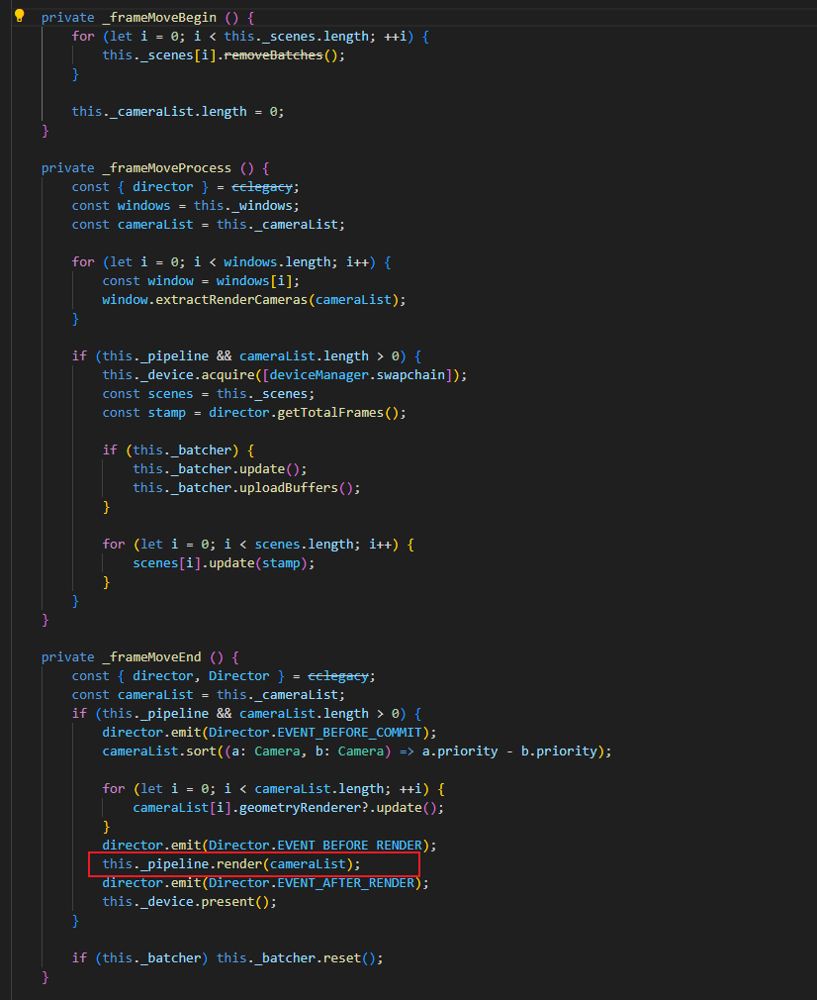 private _frameMoveBegin () {
for (let i = 0; i < this._scenes.length; ++i) {
this._scenes[i].removeBatches();
}
this._cameraList.length = 0;
}
private _frameMoveProcess () {
const { director } = cclegacy;
const windows = this._windows;
const cameraList = this._cameraList;
for (let i = 0; i < windows.length; i++) {
const window = windows[i];
window.extractRenderCameras(cameraList);
}
if (this._pipeline && cameraList.length > 0) {
this._device.acquire([deviceManager.swapchain]);
const scenes = this._scenes;
const stamp = director.getTotalFrames();
if (this._batcher) {
this._batcher.update();
this._batcher.uploadBuffers();
}
for (let i = 0; i < scenes.length; i++) {
scenes[i].update(stamp);
}
}
}
private _frameMoveEnd () {
const { director, Director } = cclegacy;
const cameraList = this._cameraList;
if (this._pipeline && cameraList.length > 0) {
director.emit(Director.EVENT_BEFORE_COMMIT);
cameraList.sort((a: Camera, b: Camera) => a.priority - b.priority);
for (let i = 0; i < cameraList.length; ++i) {
cameraList[i].geometryRenderer?.update();
}
director.emit(Director.EVENT_BEFORE_RENDER);
this._pipeline.render(cameraList);
director.emit(Director.EVENT_AFTER_RENDER);
this._device.present();
}
if (this._batcher) this._batcher.reset();
}